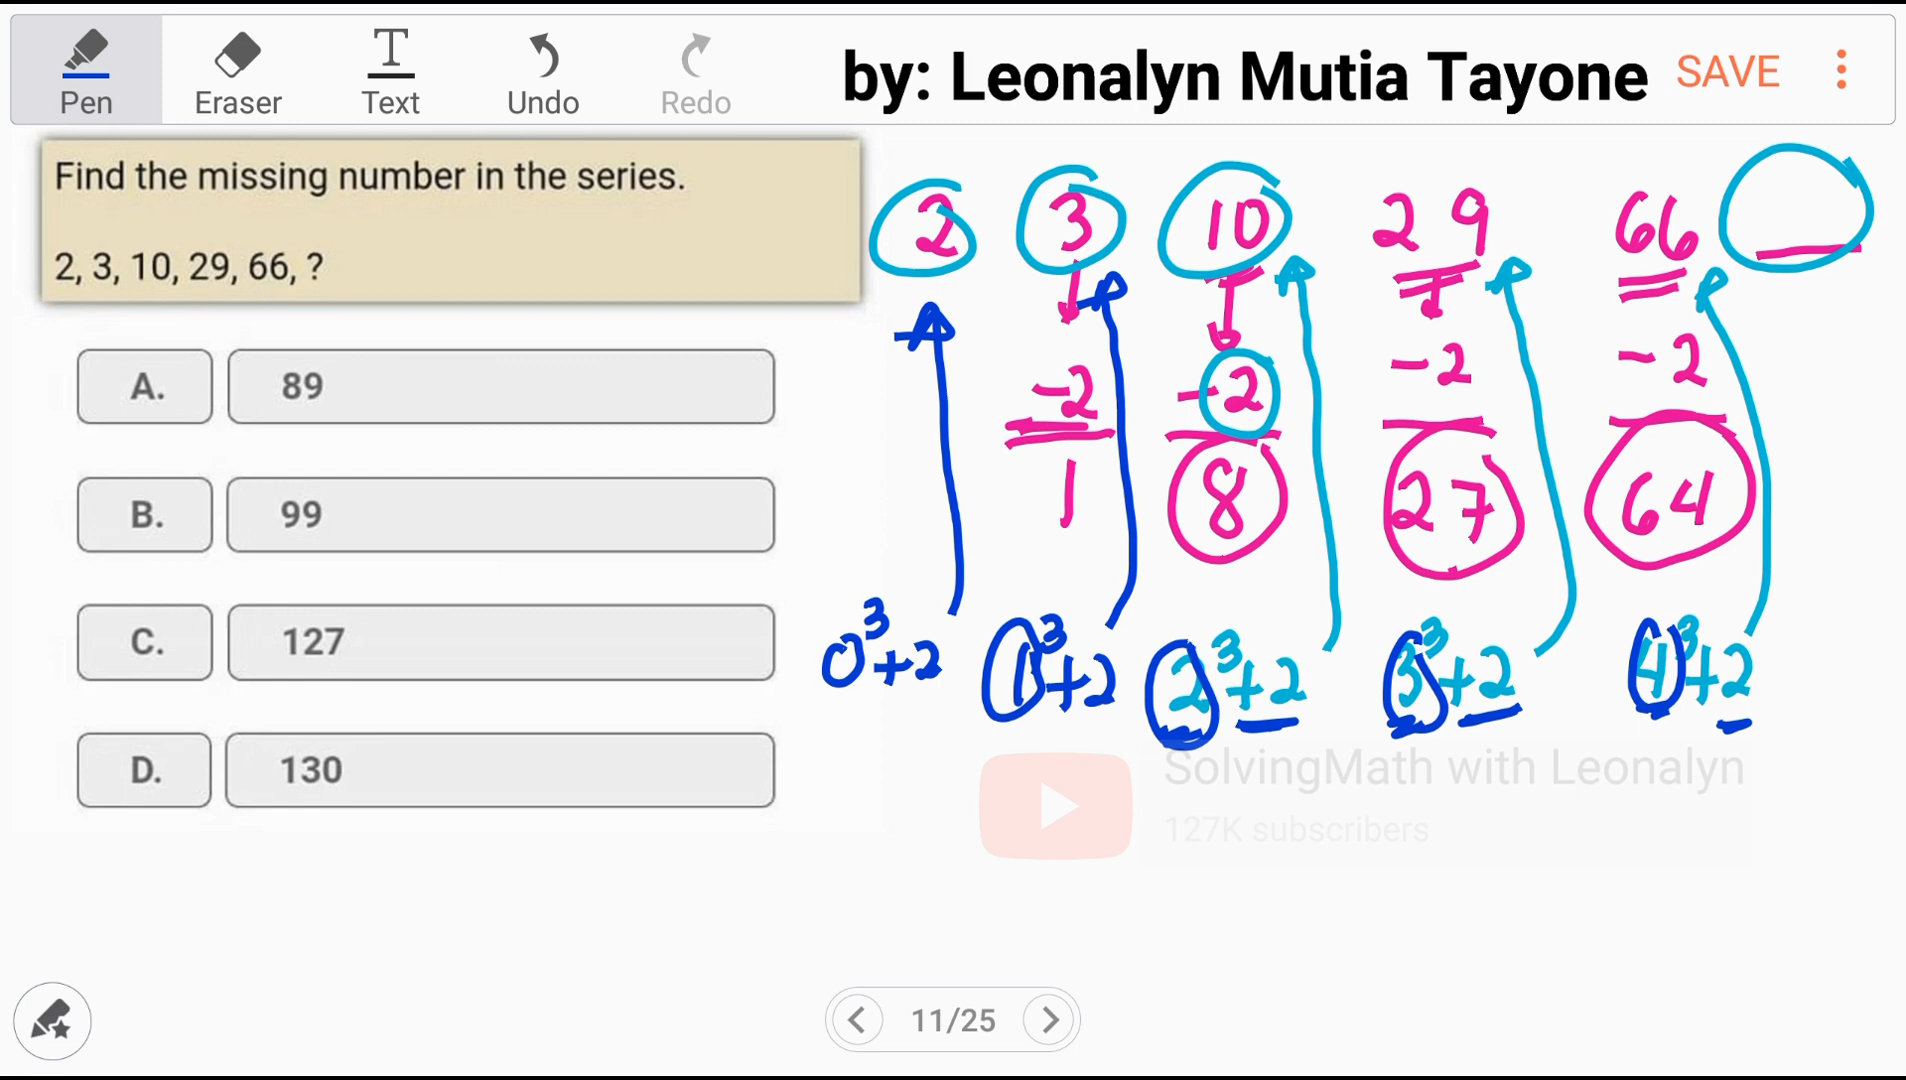 Pen Eraser Text Undo Redo by: Leonalyn Mutia Tayone SAVE
Find the missing number in the series.
2, 3, 10, 29, 66, ?
A. 89
B. 99
C. 127
D. 130
2 3 10 29 66
-2 -2 -2 -2
1 8 27 64
0³+2 1³+2 2³+2 3³+2 4³+2
SolvingMath with Leonalyn
127K subscribers
11/25